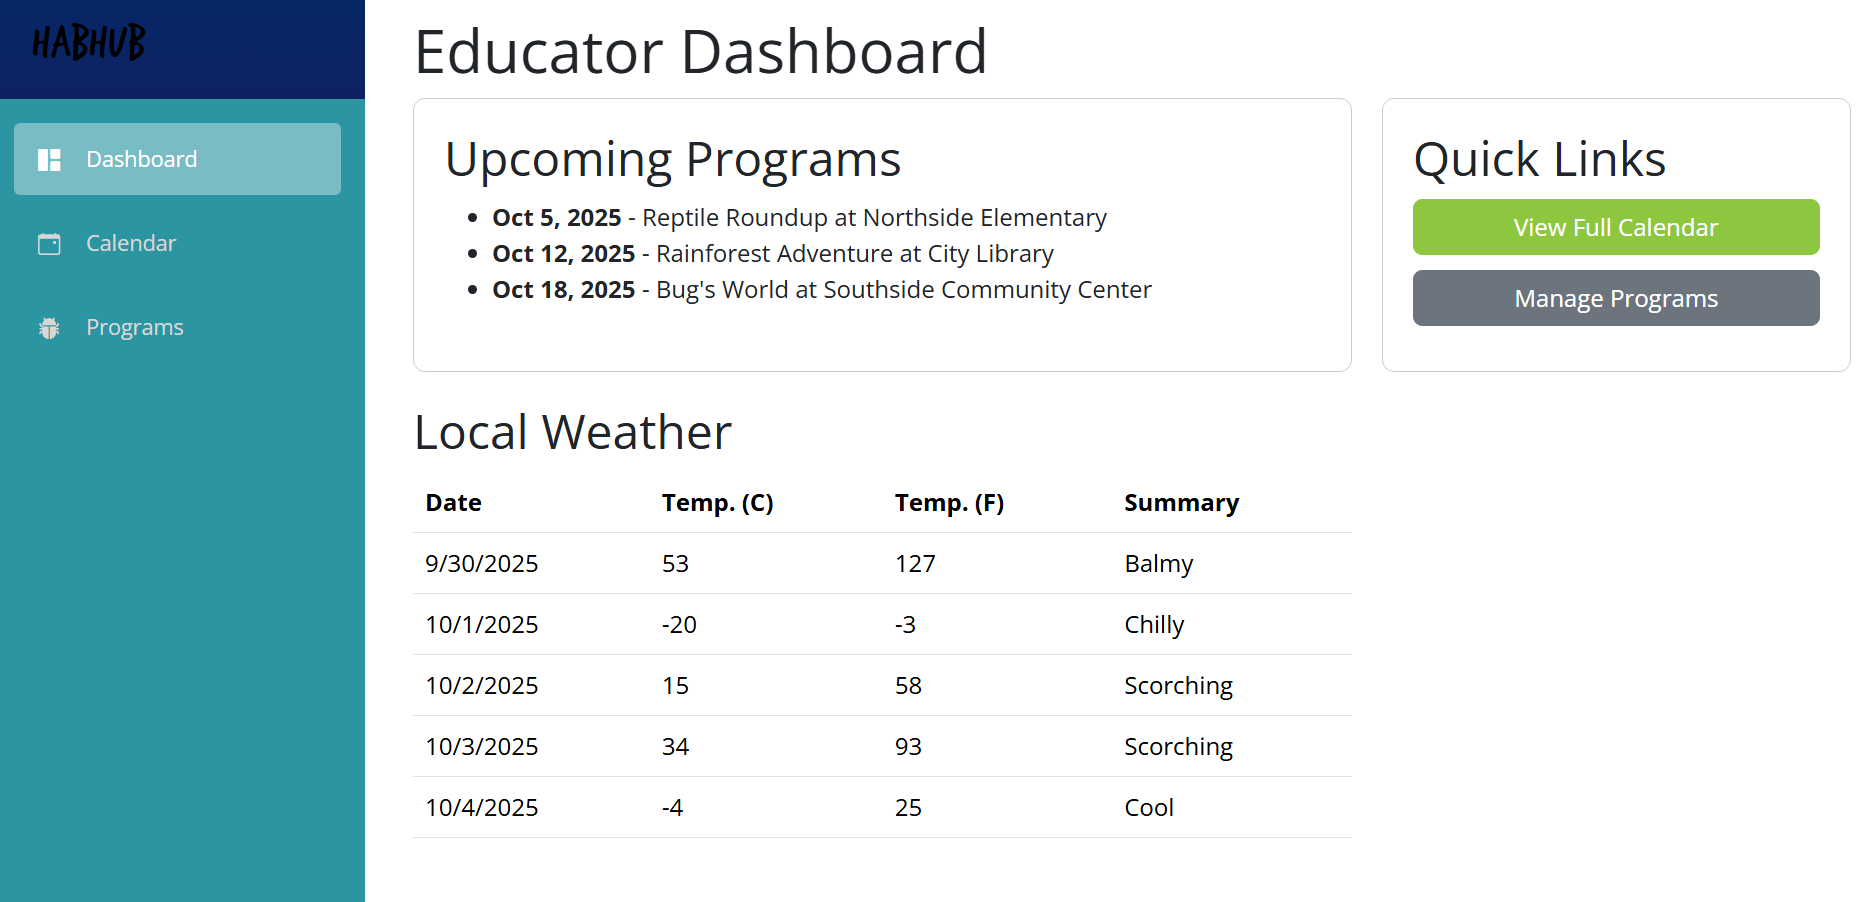 HABHUB
Dashboard
Calendar
Programs
Educator Dashboard
Upcoming Programs
• Oct 5, 2025 - Reptile Roundup at Northside Elementary
• Oct 12, 2025 - Rainforest Adventure at City Library
• Oct 18, 2025 - Bug's World at Southside Community Center
Quick Links
View Full Calendar
Manage Programs
Local Weather
Date Temp. (C) Temp. (F) Summary
9/30/2025 53 127 Balmy
10/1/2025 -20 -3 Chilly
10/2/2025 15 58 Scorching
10/3/2025 34 93 Scorching
10/4/2025 -4 25 Cool